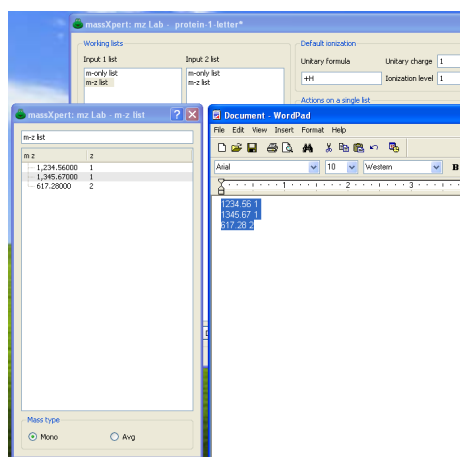 massXpert: mz Lab - protein-1-letter*
Working lists
Input 1 list
Input 2 list
m-only list
m-z list
m-only list
m-z list
Default ionization
Unitary formula
Unitary charge 1
+H
Ionization level 1
Actions on a single list
massXpert: mz Lab - m-z list
m-z list
m z z
1,234.56000 1
1,345.67000 1
617.28000 2
Mass type
Mono
Avg
Document - WordPad
File Edit View Insert Format Help
Arial 10 Western B
1 2 3
1234.56 1
1345.67 1
617.28 2